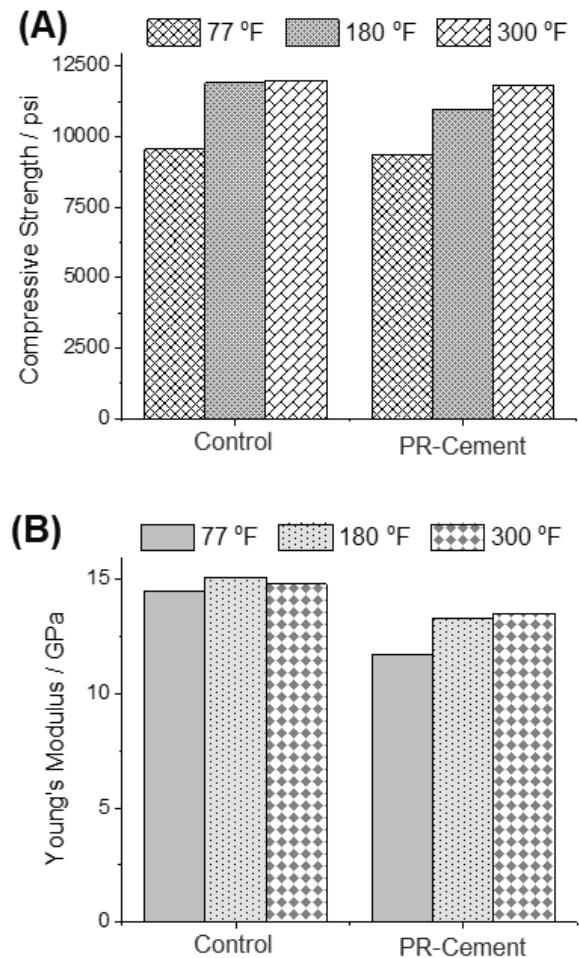 (A)
77 ºF 180 ºF 300 ºF
Compressive Strength / psi
12500
10000
7500
5000
2500
0
Control PR-Cement
(B)
77 ºF 180 ºF 300 ºF
Young's Modulus / GPa
15
10
5
0
Control PR-Cement